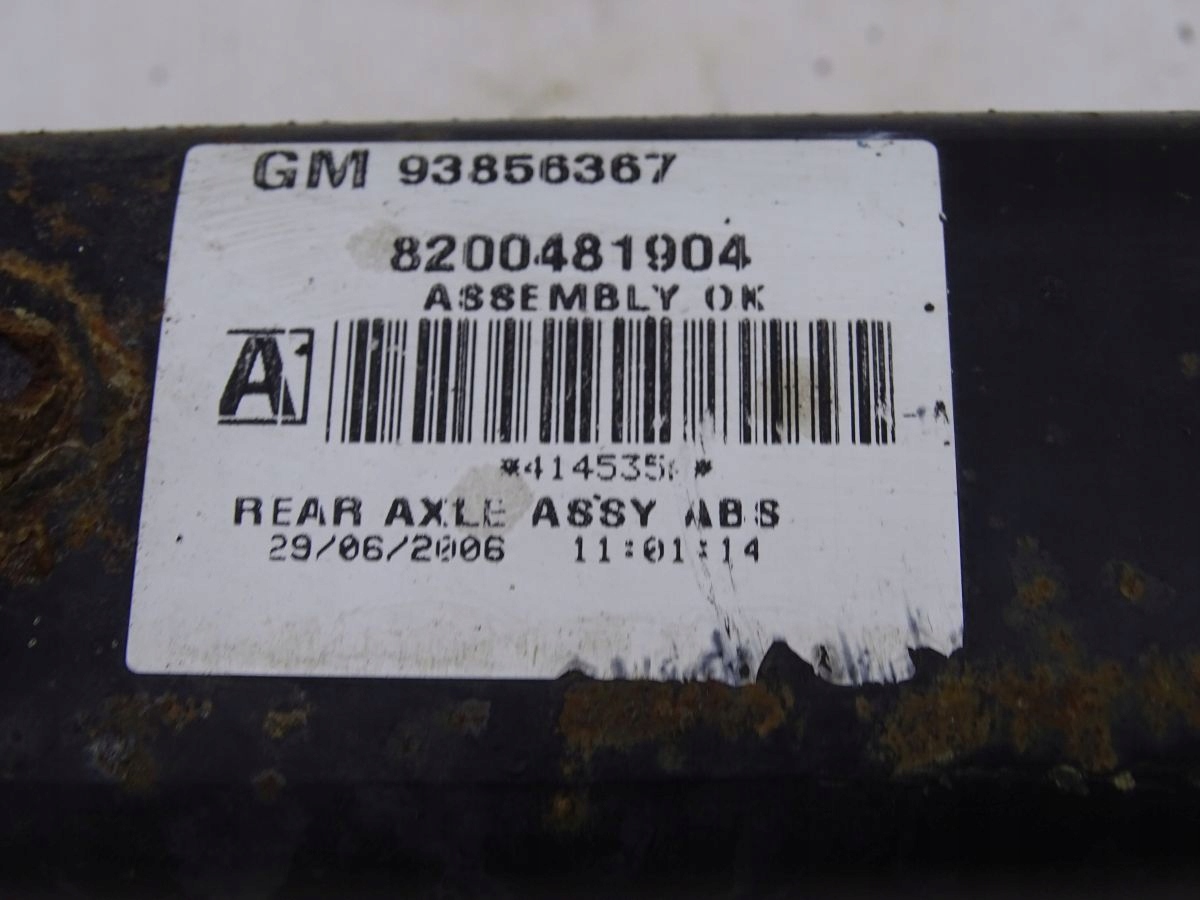 GM 93856367
8200481904
ASSEMBLY OK
A
REAR AXLE ASSY ABS
29/06/2006 11:01:14